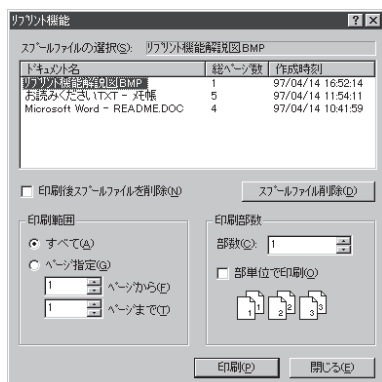 リプリント機能
スプールファイルの選択(S): リプリント機能解説図BMP
ドキュメント名 総ページ数 作成時刻
リプリント機能解説図BMP 1 97/04/14 16:52:14
お読みください.TXT - メモ帳 5 97/04/14 11:54:11
Microsoft Word - README.DOC 4 97/04/14 10:41:59
印刷後スプールファイルを削除(N) スプールファイル削除(D)
印刷範囲 印刷部数
すべて(A) 部数(C): 1
ページ指定(G) 部単位で印刷(O)
1 ページから(F)
1 ページまで(T)
1 1 2 2 3 3
印刷(P) 閉じる(E)